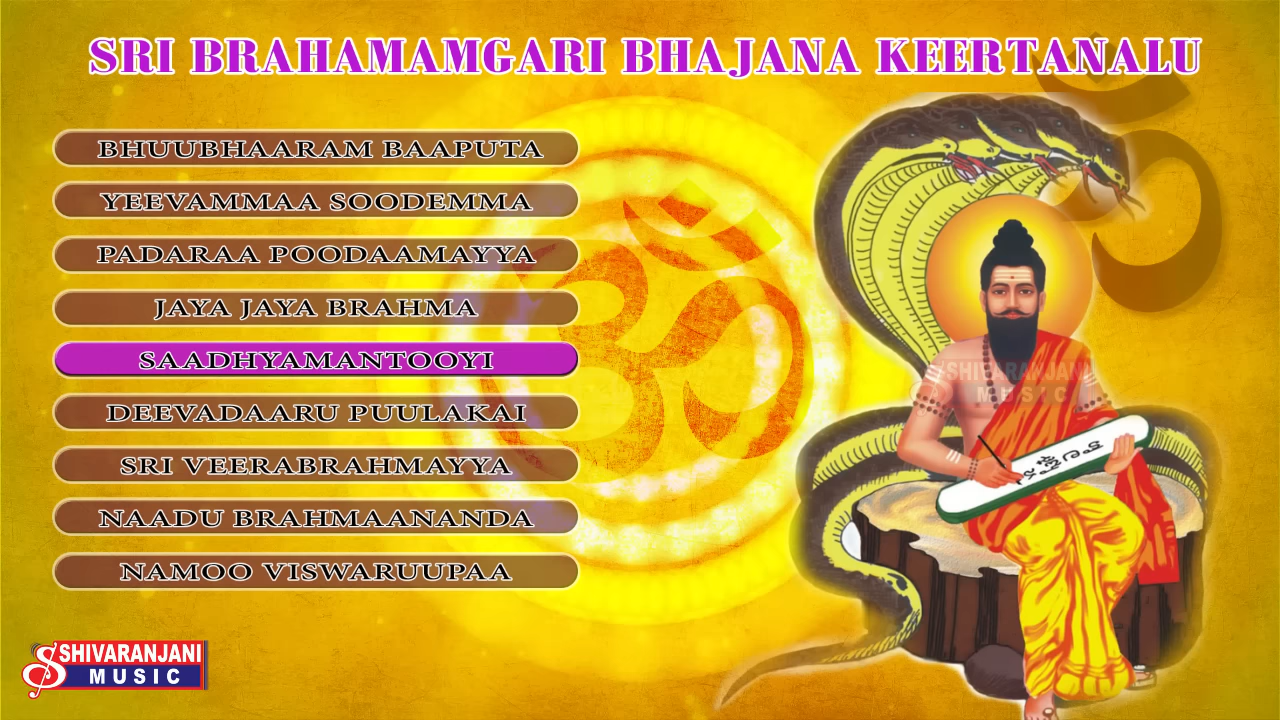 SRI BRAHAMAMGARI BHAJANA KEERTANALU
BHUUBHAARAM BAAPUTA
YEEVAMMAA SOODEMMA
PADARAA POODAAMAYYA
JAYA JAYA BRAHMA
SAADHYAMANTOOYI
DEEVADAARU PUULAKAI
SRI VEERABRAHMAYYA
NAADU BRAHMAANANDA
NAMOO VISWARUUPAA
SHIVARANJANI
MUSIC
SHIVARANJANI
MUSIC
ॐ
ॐ